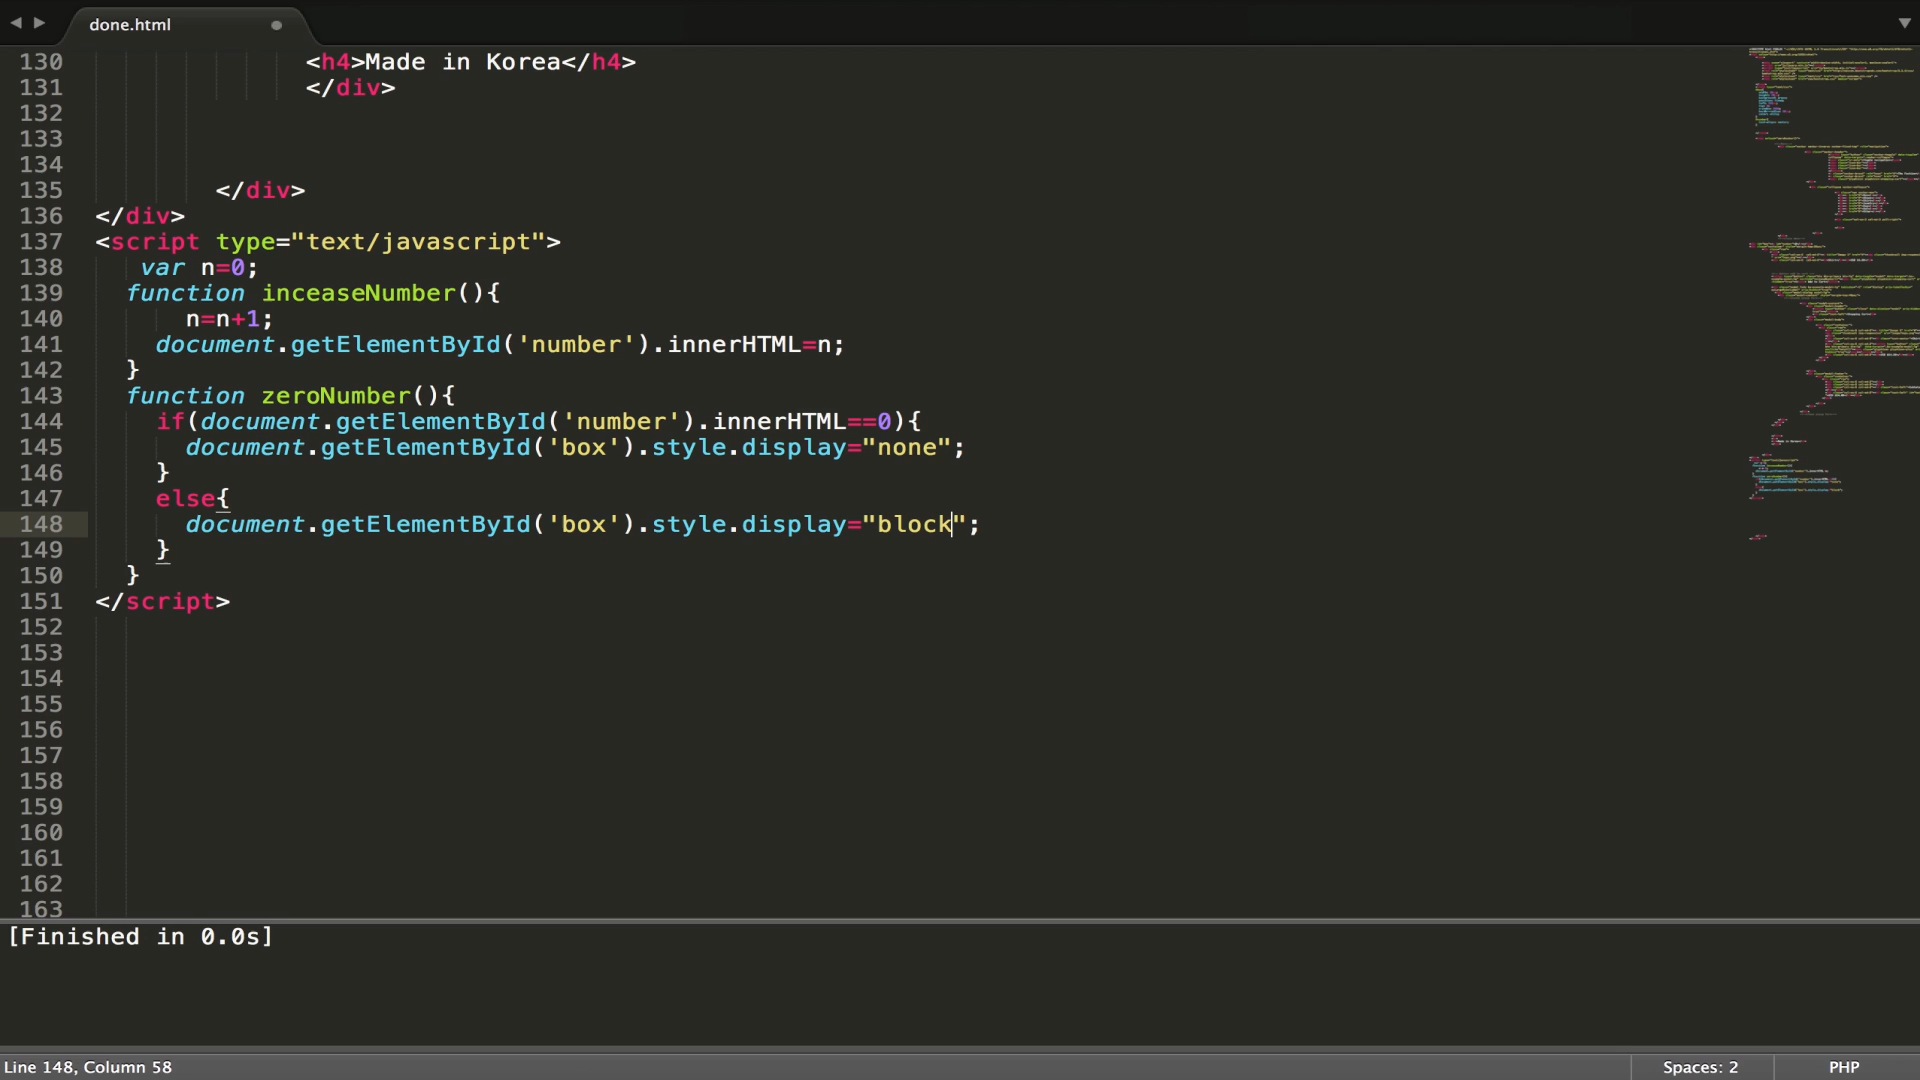 done.html
130 <h4>Made in Korea</h4>
131 </div>
132
133
134
135 </div>
136 </div>
137 <script type="text/javascript">
138 var n=0;
139 function inceaseNumber(){
140 n=n+1;
141 document.getElementById('number').innerHTML=n;
142 }
143 function zeroNumber(){
144 if(document.getElementById('number').innerHTML==0){
145 document.getElementById('box').style.display="none";
146 }
147 else{
148 document.getElementById('box').style.display="block";
149 }
150 }
151 </script>
152
153
154
155
156
157
158
159
160
161
162
163
[Finished in 0.0s]
Line 148, Column 58
Spaces: 2
PHP